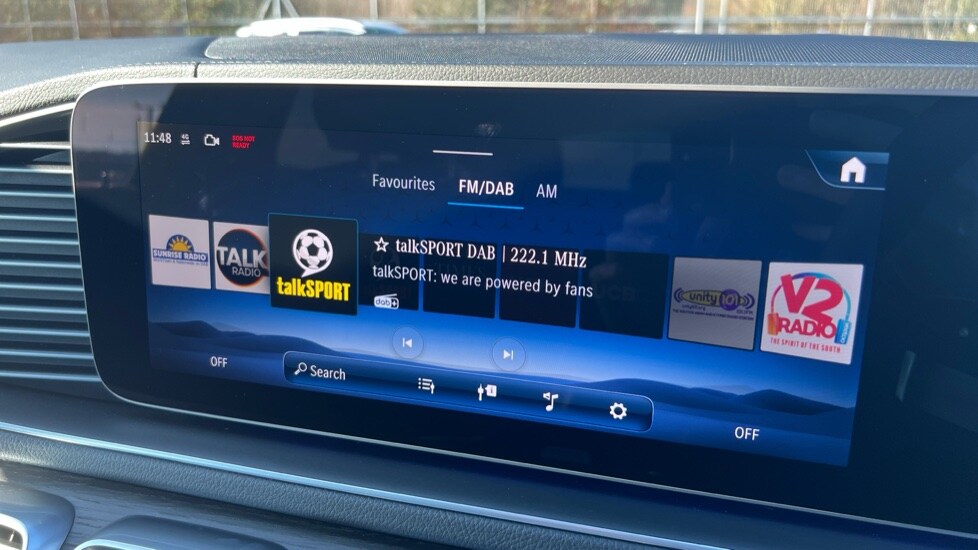 11:48 4G SOS NOT
READY
Favourites FM/DAB AM
SUNRISE RADIO
TALK
RADIO
talkSPORT
talkSPORT DAB | 222.1 MHz
talkSPORT: we are powered by fans
dab+
unity 101
V2
RADIO
THE SPIRIT OF THE SOUTH
OFF
Search
OFF